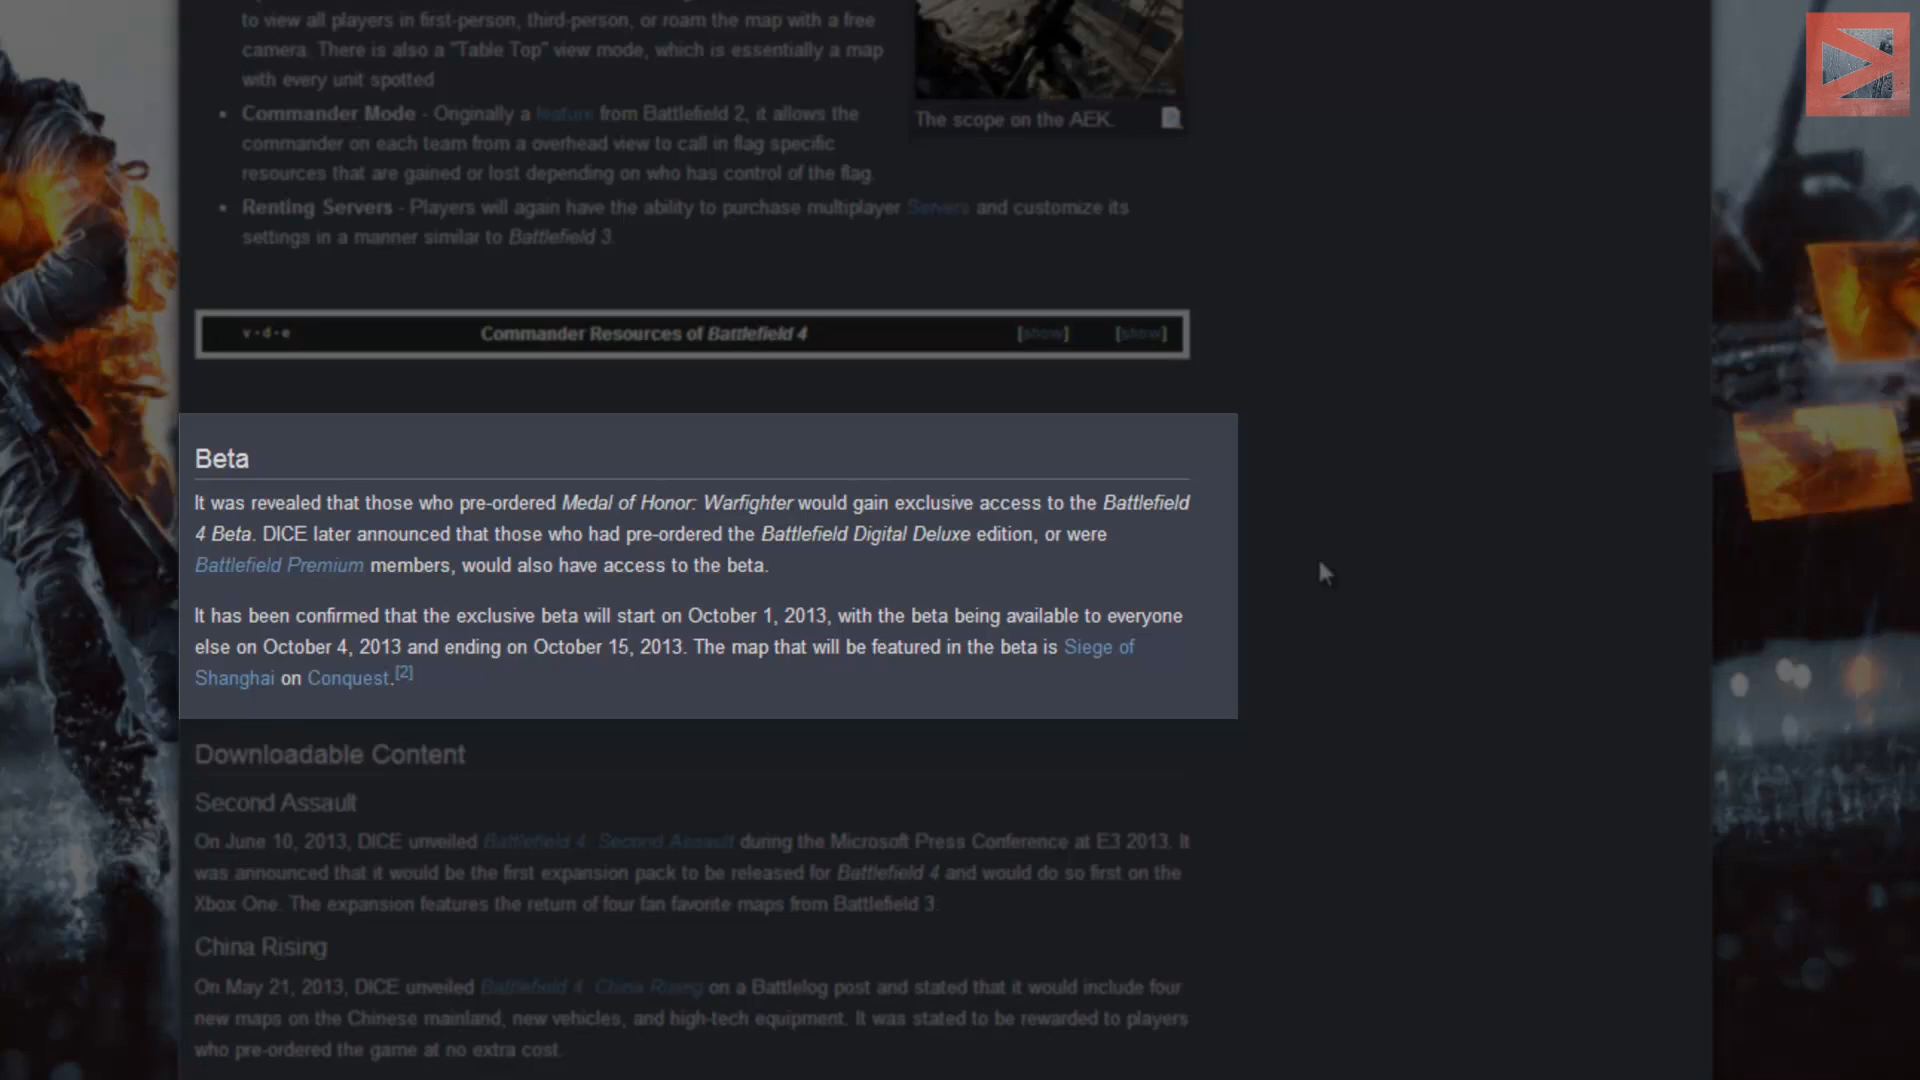 to view all players in first-person, third-person, or roam the map with a free
camera. There is also a "Table Top" view mode, which is essentially a map
with every unit spotted
• Commander Mode - Originally a feature from Battlefield 2, it allows the
commander on each team from a overhead view to call in flag specific
resources that are gained or lost depending on who has control of the flag.
The scope on the AEK.
• Renting Servers - Players will again have the ability to purchase multiplayer Servers and customize its
settings in a manner similar to Battlefield 3.
v·d·e Commander Resources of Battlefield 4 [show] [show]
Beta
It was revealed that those who pre-ordered Medal of Honor: Warfighter would gain exclusive access to the Battlefield
4 Beta. DICE later announced that those who had pre-ordered the Battlefield Digital Deluxe edition, or were
Battlefield Premium members, would also have access to the beta.
It has been confirmed that the exclusive beta will start on October 1, 2013, with the beta being available to everyone
else on October 4, 2013 and ending on October 15, 2013. The map that will be featured in the beta is Siege of
Shanghai on Conquest.[2]
Downloadable Content
Second Assault
On June 10, 2013, DICE unveiled Battlefield 4: Second Assault during the Microsoft Press Conference at E3 2013. It
was announced that it would be the first expansion pack to be released for Battlefield 4 and would do so first on the
Xbox One. The expansion features the return of four fan favorite maps from Battlefield 3.
China Rising
On May 21, 2013, DICE unveiled Battlefield 4: China Rising on a Battlelog post and stated that it would include four
new maps on the Chinese mainland, new vehicles, and high-tech equipment. It was stated to be rewarded to players
who pre-ordered the game at no extra cost.